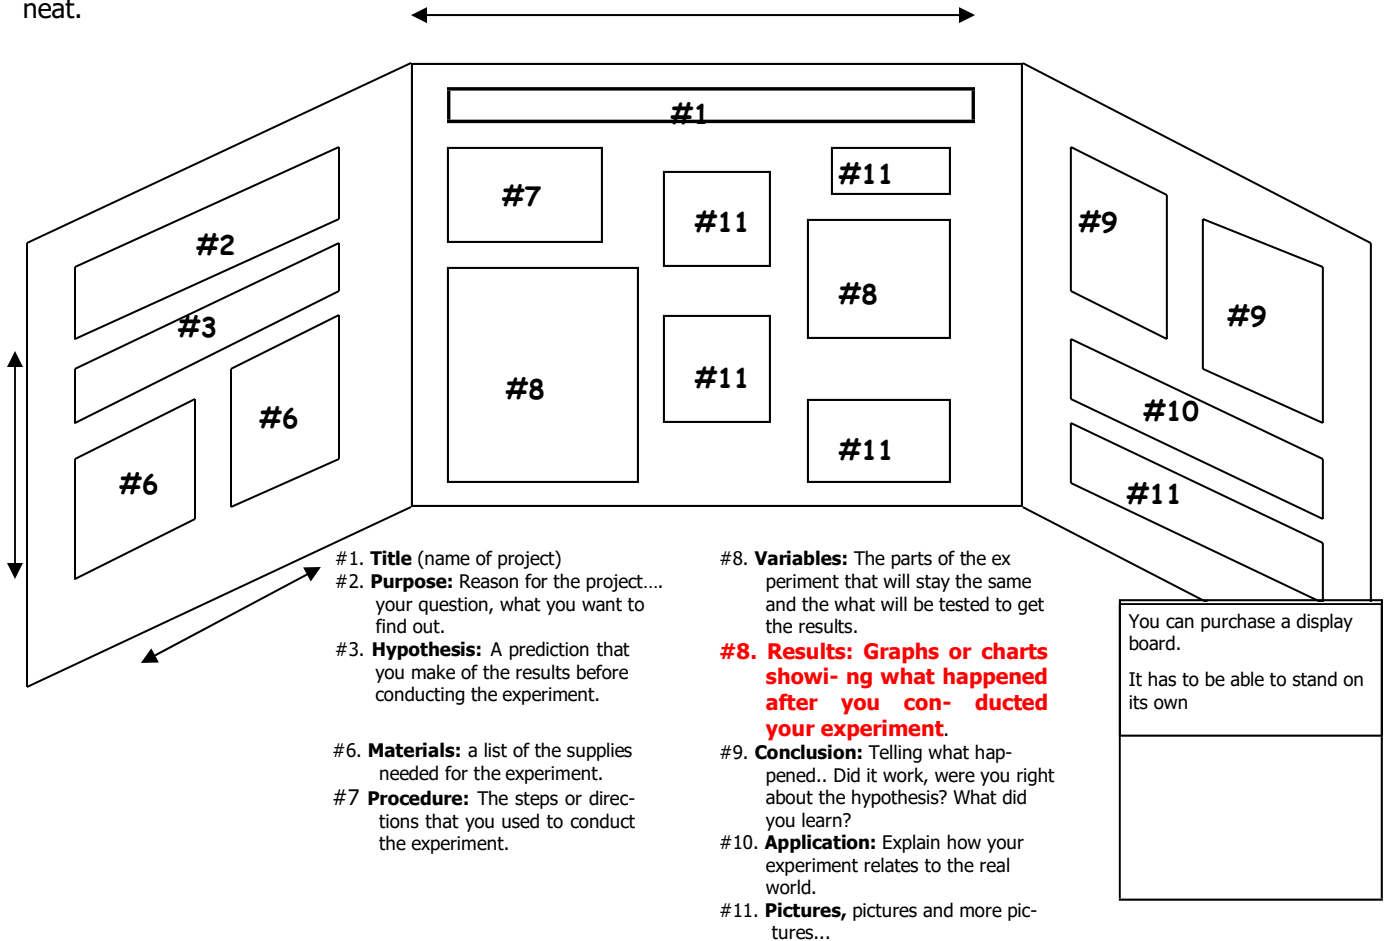 neat.
#1
#2
#3
#6
#6
#7
#11
#11
#8
#8
#11
#11
#9
#9
#10
#11
#1. Title (name of project)
#2. Purpose: Reason for the project....
your question, what you want to
find out.
#3. Hypothesis: A prediction that
you make of the results before
conducting the experiment.
#6. Materials: a list of the supplies
needed for the experiment.
#7 Procedure: The steps or direc-
tions that you used to conduct
the experiment.
#8. Variables: The parts of the ex
periment that will stay the same
and the what will be tested to get
the results.
#8. Results: Graphs or charts
showi- ng what happened
after you con- ducted
your experiment.
#9. Conclusion: Telling what hap-
pened.. Did it work, were you right
about the hypothesis? What did
you learn?
#10. Application: Explain how your
experiment relates to the real
world.
#11. Pictures, pictures and more pic-
tures...
You can purchase a display
board.
It has to be able to stand on
its own